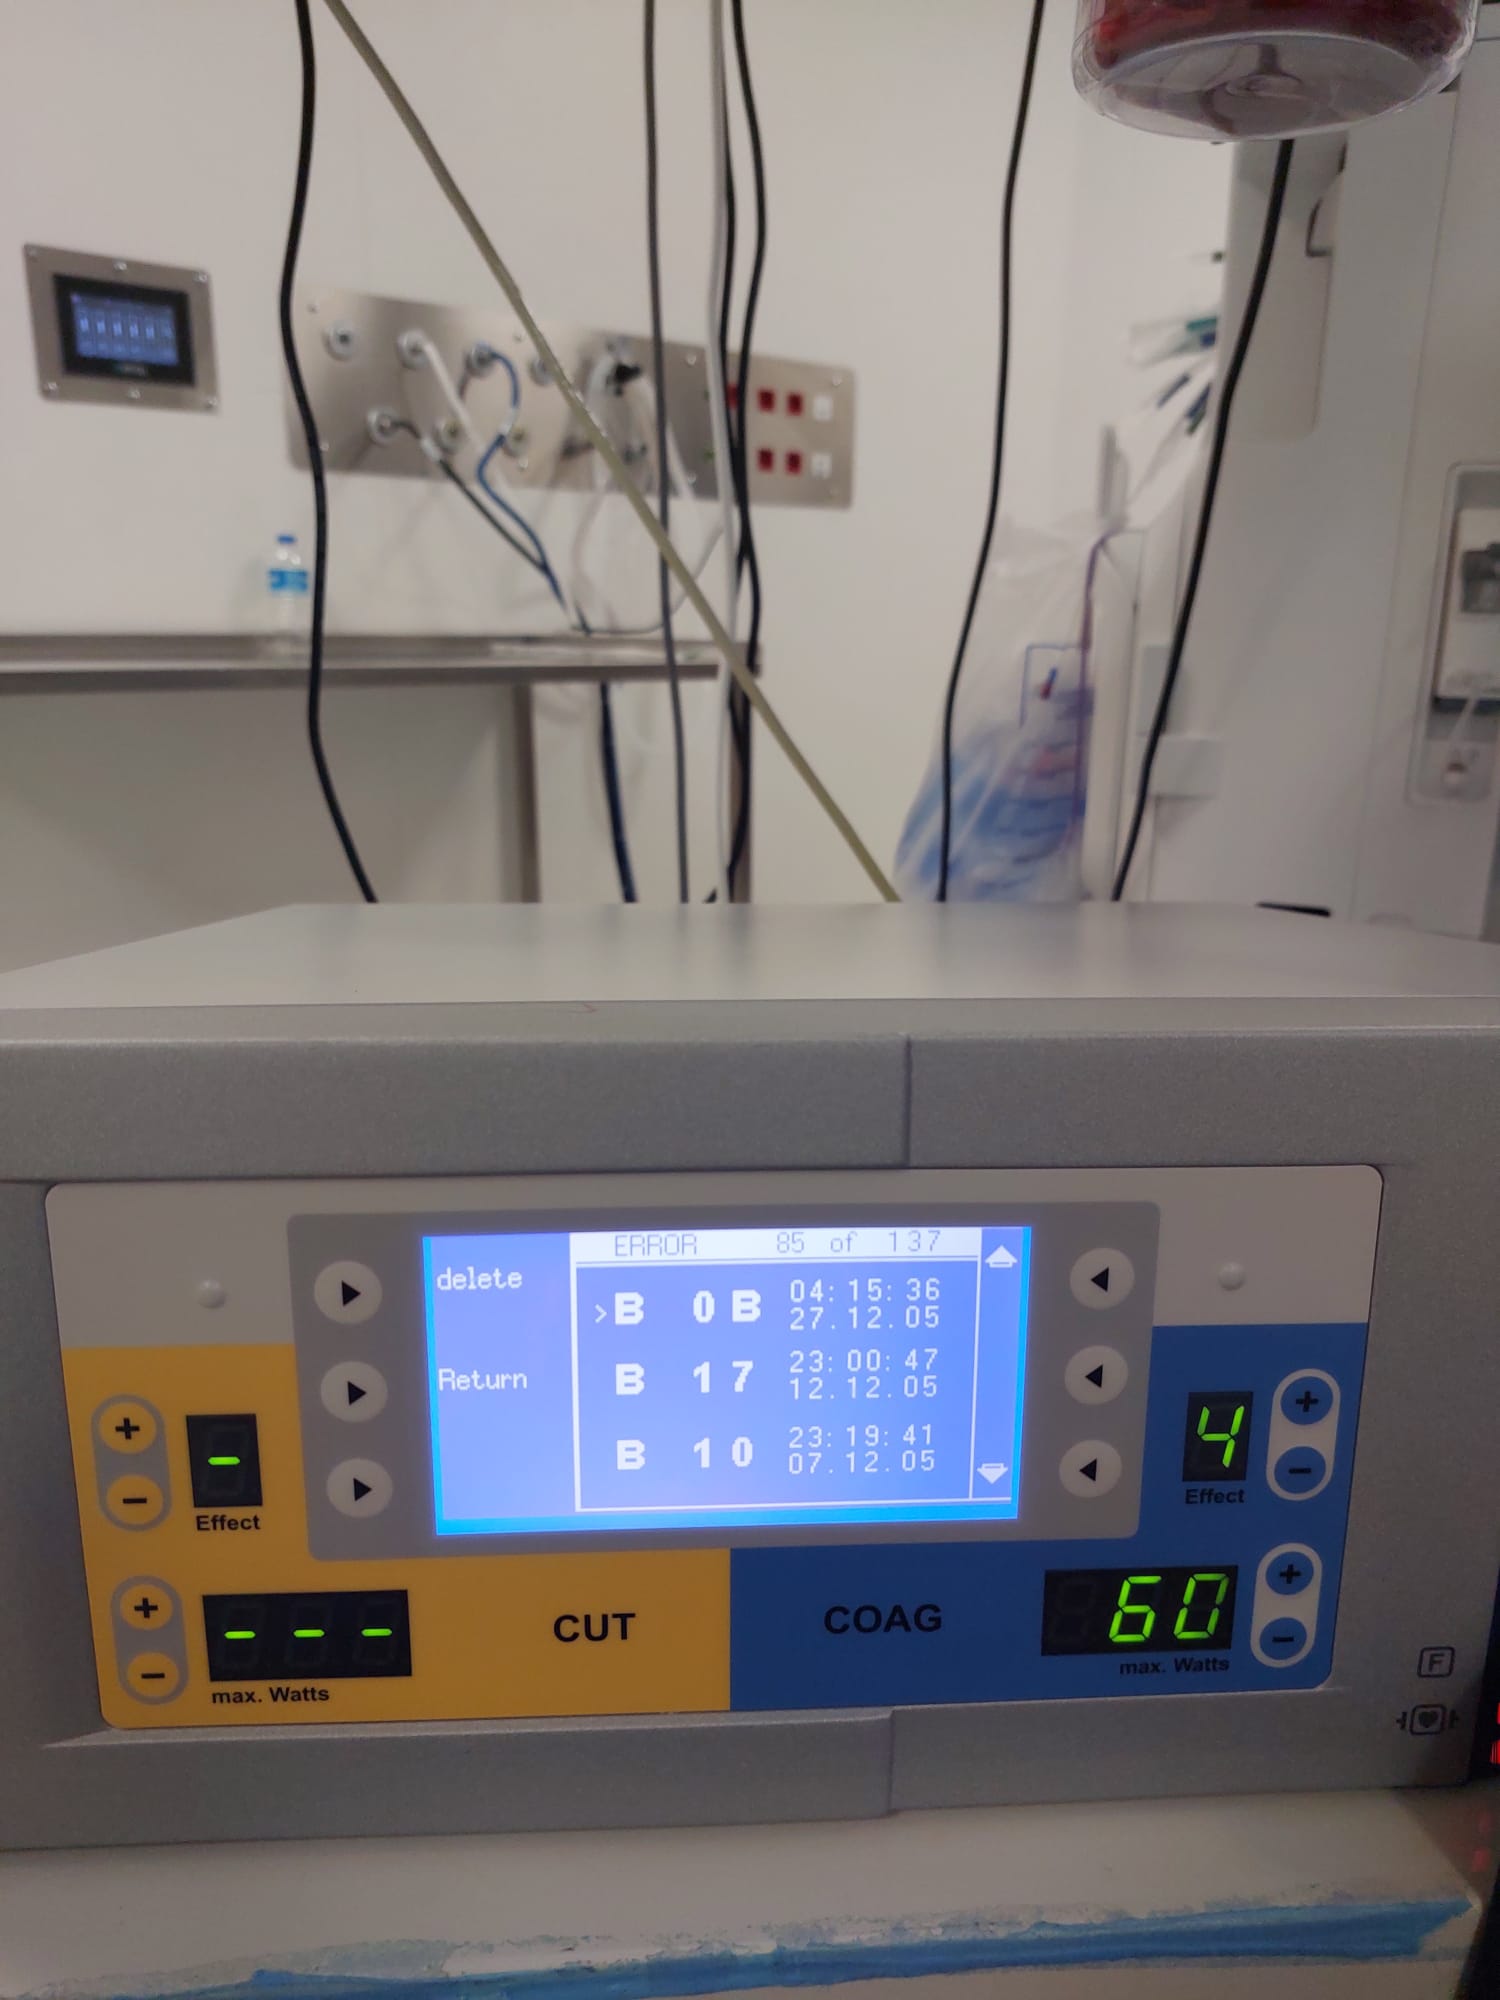 ERROR 85 of 137
delete
>B 0B 04:15:36
27.12.05
B 17 23:00:47
12.12.05
Return
B 10 23:19:41
07.12.05
+
-
-
Effect
4
+
-
Effect
+
-
---
max. Watts
CUT
COAG
60
max. Watts
+
-
F